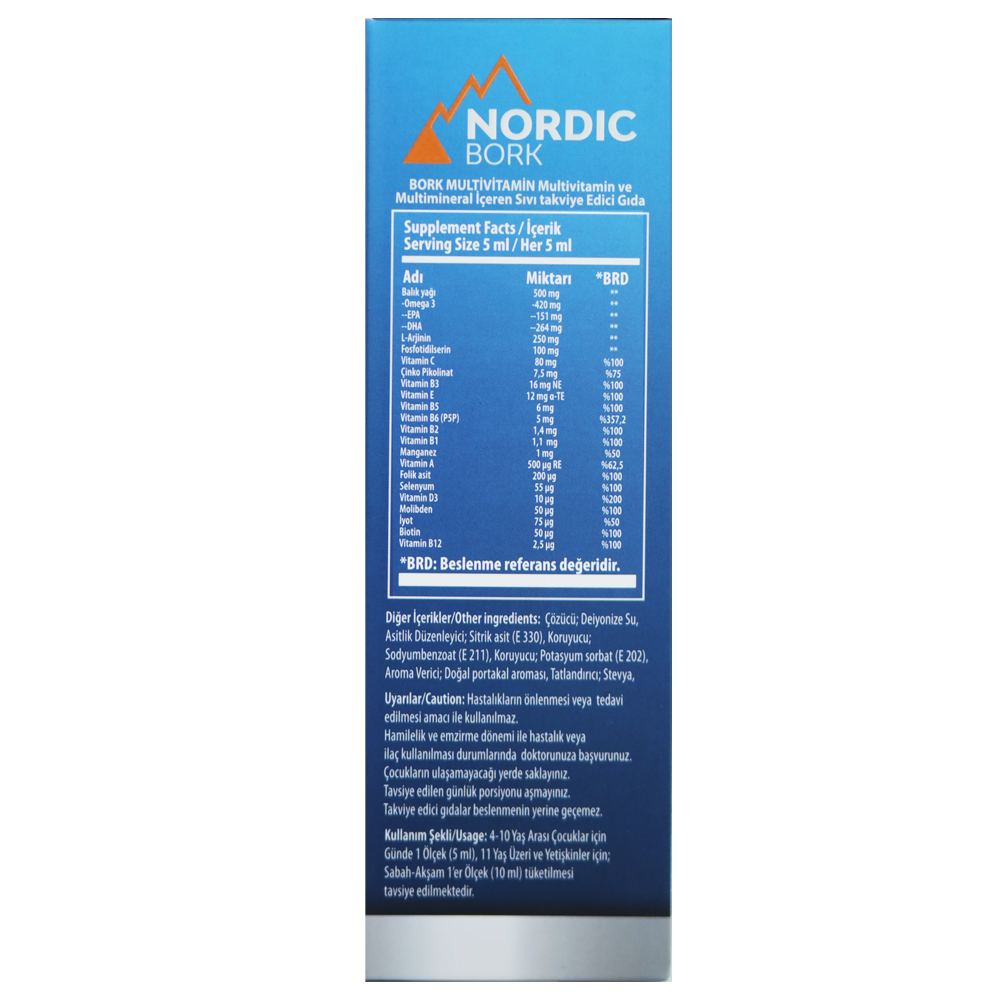 NORDIC
BORK
BORK MULTİVİTAMİN Multivitamin ve
Multimineral İçeren Sıvı takviye Edici Gıda
Supplement Facts / İçerik
Serving Size 5 ml / Her 5 ml
Adı Miktarı *BRD
Balık yağı 500 mg **
-Omega 3 -420 mg **
--EPA --151 mg **
--DHA --264 mg **
L-Arjinin 250 mg **
Fosfotidilserin 100 mg **
Vitamin C 80 mg %100
Çinko Pikolinat 7,5 mg %75
Vitamin B3 16 mg NE %100
Vitamin E 12 mg α-TE %100
Vitamin B5 6 mg %100
Vitamin B6 (P5P) 5 mg %357,2
Vitamin B2 1,4 mg %100
Vitamin B1 1,1 mg %100
Manganez 1 mg %50
Vitamin A 500 µg RE %62,5
Folik asit 200 µg %100
Selenyum 55 µg %100
Vitamin D3 10 µg %200
Molibden 50 µg %100
İyot 75 µg %50
Biotin 50 µg %100
Vitamin B12 2,5 µg %100
*BRD: Beslenme referans değeridir.
Diğer İçerikler/Other ingredients: Çözücü; Deiyonize Su,
Asitlik Düzenleyici; Sitrik asit (E 330), Koruyucu;
Sodyumbenzoat (E 211), Koruyucu; Potasyum sorbat (E 202),
Aroma Verici; Doğal portakal aroması, Tatlandırıcı; Stevya,
Uyarılar/Caution: Hastalıkların önlenmesi veya tedavi
edilmesi amacı ile kullanılmaz.
Hamilelik ve emzirme dönemi ile hastalık veya
ilaç kullanılması durumlarında doktorunuza başvurunuz.
Çocukların ulaşamayacağı yerde saklayınız.
Tavsiye edilen günlük porsiyonu aşmayınız.
Takviye edici gıdalar beslenmenin yerine geçemez.
Kullanım Şekli/Usage: 4-10 Yaş Arası Çocuklar için
Günde 1 Ölçek (5 ml), 11 Yaş Üzeri ve Yetişkinler için;
Sabah-Akşam 1'er Ölçek (10 ml) tüketilmesi
tavsiye edilmektedir.